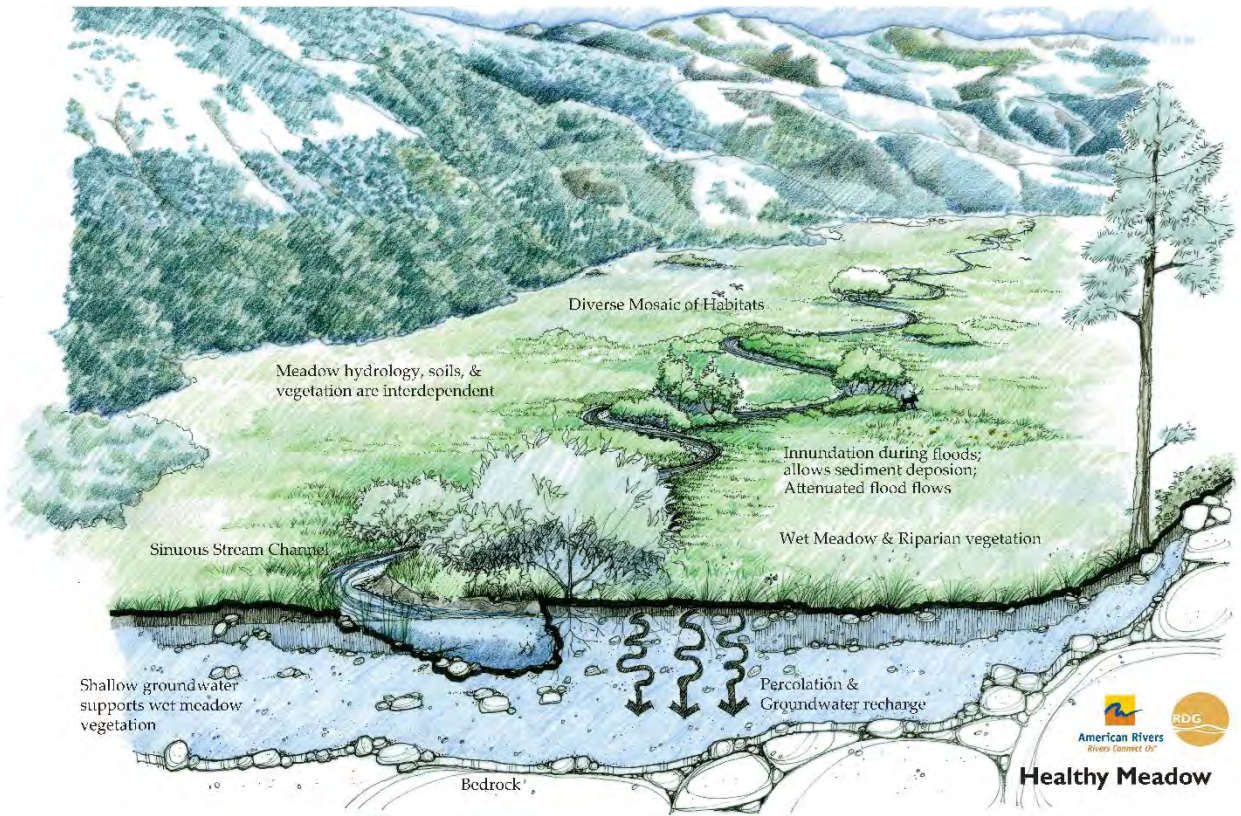 Diverse Mosaic of Habitats
Meadow hydrology, soils, &
vegetation are interdependent
Innundation during floods;
allows sediment deposion;
Attenuated flood flows
Sinuous Stream Channel
Wet Meadow & Riparian vegetation
Shallow groundwater
supports wet meadow
vegetation
Percolation &
Groundwater recharge
Bedrock
American Rivers
Rivers Connect Us
RDG
Healthy Meadow